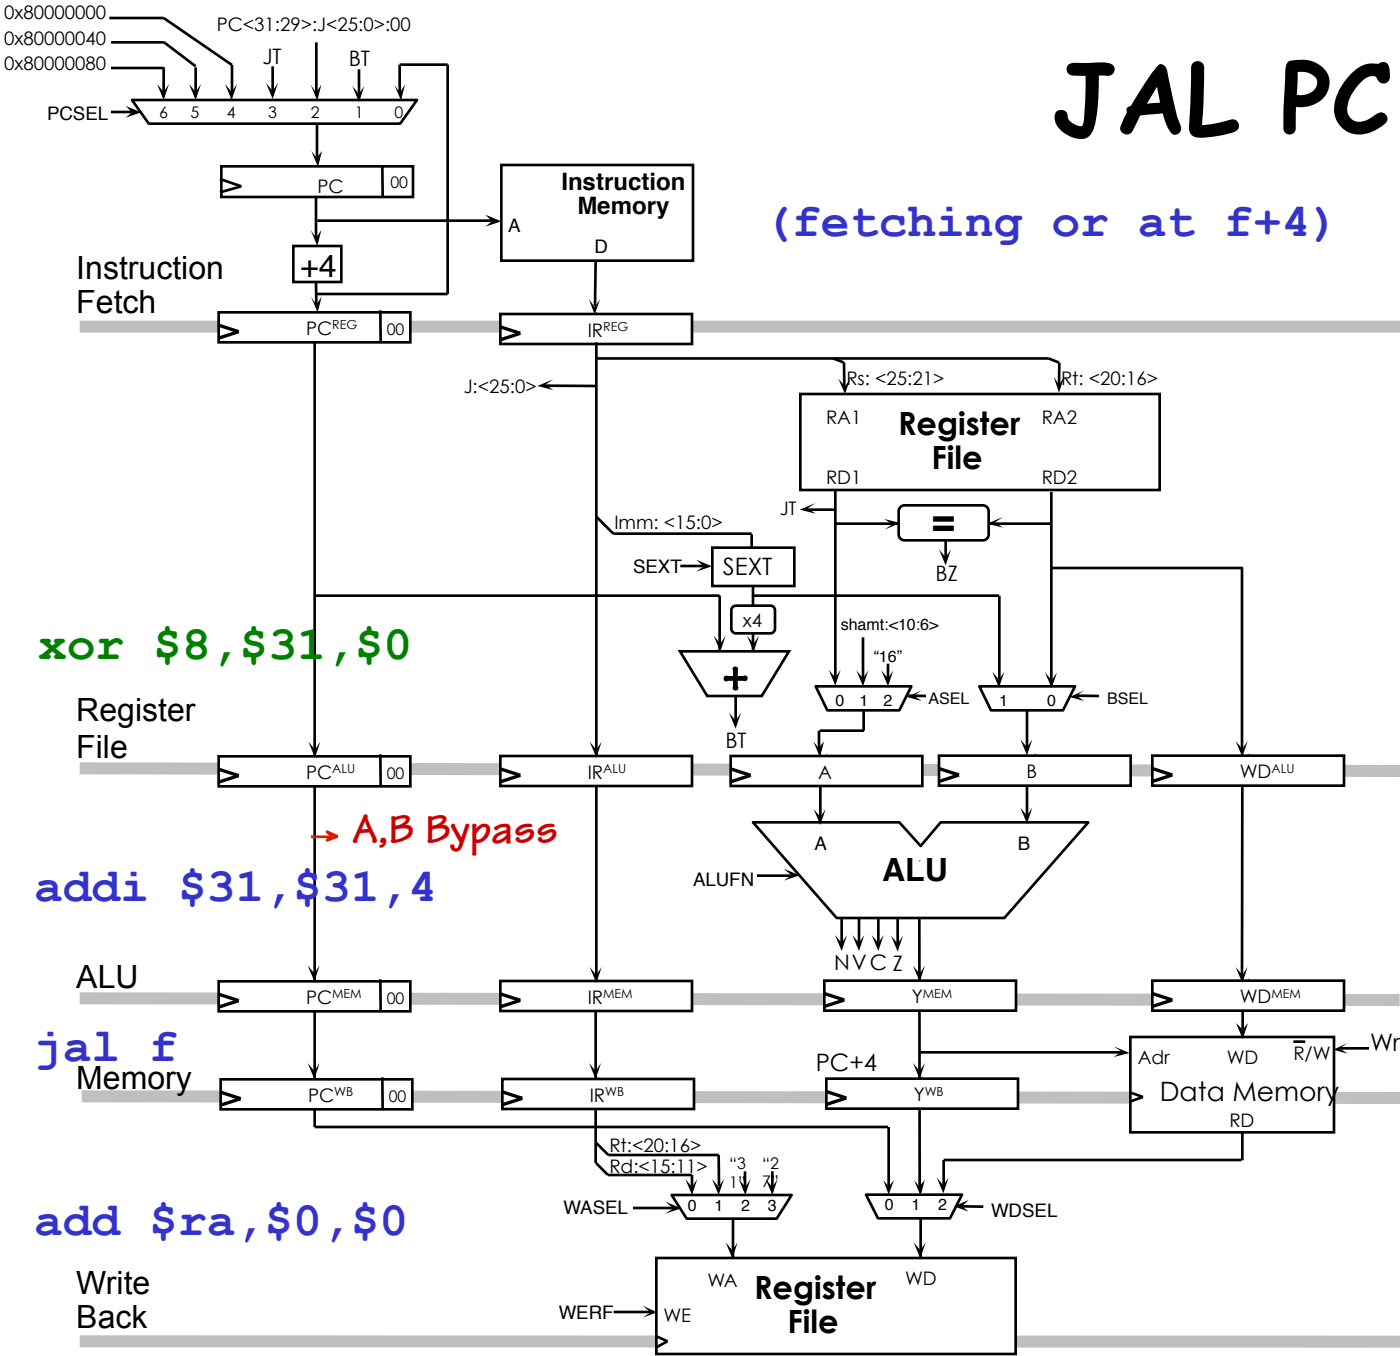 0x80000000
0x80000040
0x80000080
PC<31:29>:J<25:0>:00
JT
BT
PCSEL
6 5 4 3 2 1 0
JAL PC
PC 00
Instruction
Memory
A
D
(fetching or at f+4)
+4
Instruction
Fetch
PCREG 00
IRREG
J:<25:0>
Rs: <25:21>
Rt: <20:16>
RA1
RA2
Register
File
RD1
RD2
JT
=
BZ
Imm: <15:0>
SEXT
SEXT
x4
shamt:<10:6>
"16"
xor $8,$31,$0
+
0 1 2
ASEL
1 0
BSEL
Register
File
BT
PCALU 00
IRALU
A
B
WDALU
A,B Bypass
A
B
ALU
ALUFN
addi $31,$31,4
N V C Z
ALU
PCMEM 00
IRMEM
YMEM
WDMEM
jal f
Memory
PC+4
Adr
WD
R/W
Wr
Data Memory
RD
PCWB 00
IRWB
YWB
Rt:<20:16>
Rd:<15:11>
"3
1"
"2
7"
WASEL
0 1 2 3
0 1 2
WDSEL
add $ra,$0,$0
Write
Back
WA
WD
Register
File
WERF
WE